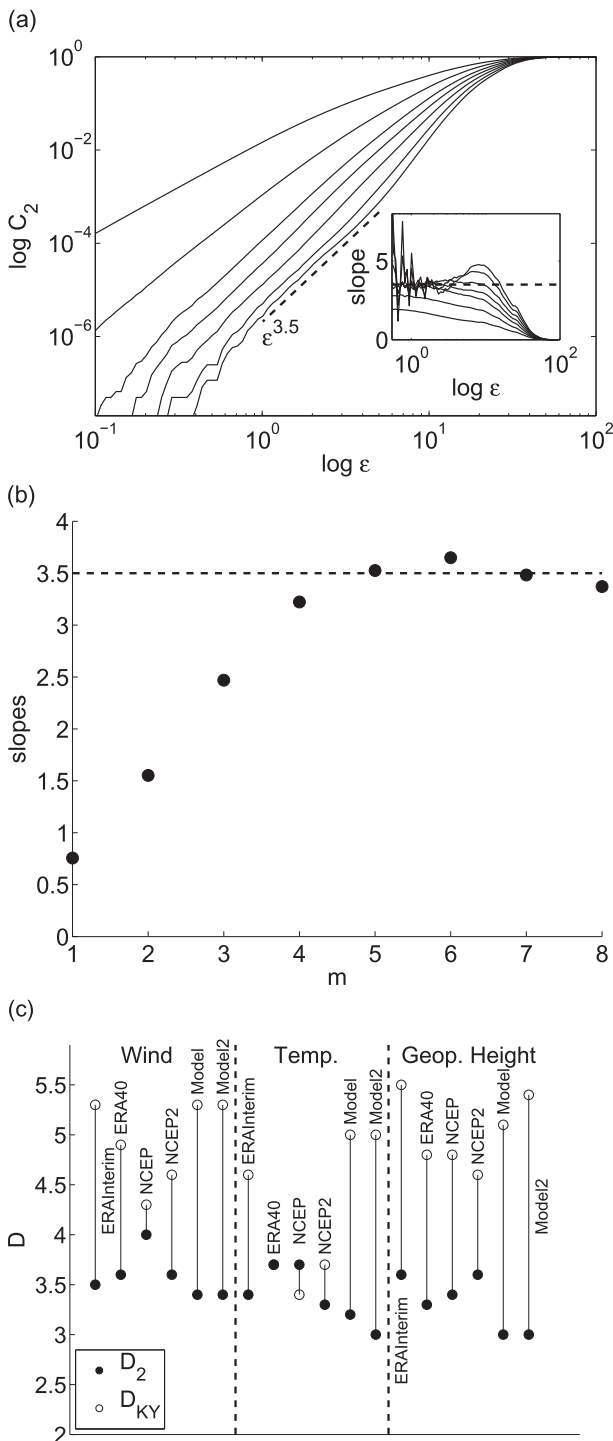 (a)
10^0
10^-2
10^-4
10^-6
log C_2
ε^3.5
slope
5
0
10^0
10^2
log ε
10^-1
10^0
10^1
10^2
log ε
(b)
4
3.5
3
2.5
2
1.5
1
0.5
0
slopes
1
2
3
4
5
6
7
8
m
(c)
Wind
Temp.
Geop. Height
5.5
5
4.5
4
3.5
3
2.5
2
D
ERAInterim
ERA40
NCEP
NCEP2
Model
Model2
ERAInterim
ERA40
NCEP
NCEP2
Model
Model2
ERAInterim
ERA40
NCEP
NCEP2
Model
Model2
D_2
D_KY